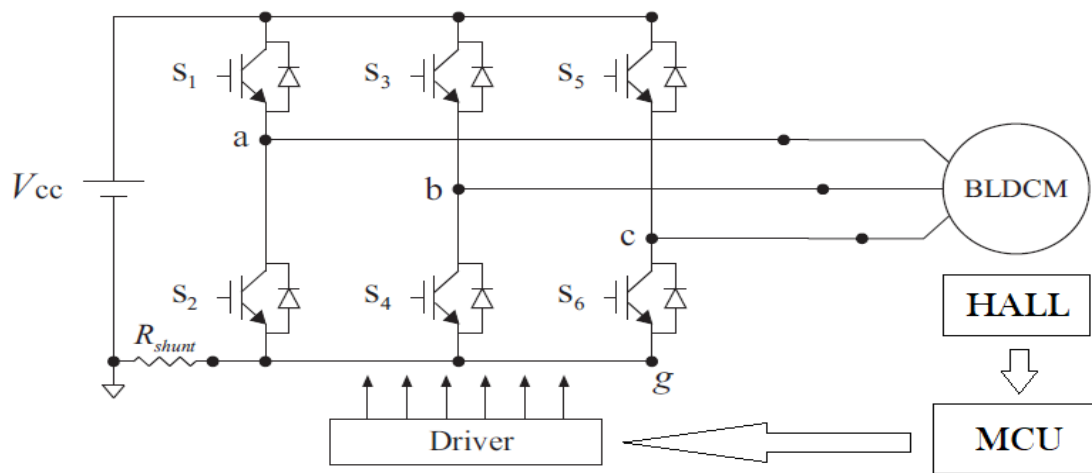 S1
S3
S5
a
Vcc
b
BLDCM
c
S2
S4
S6
HALL
Rshunt
g
Driver
MCU